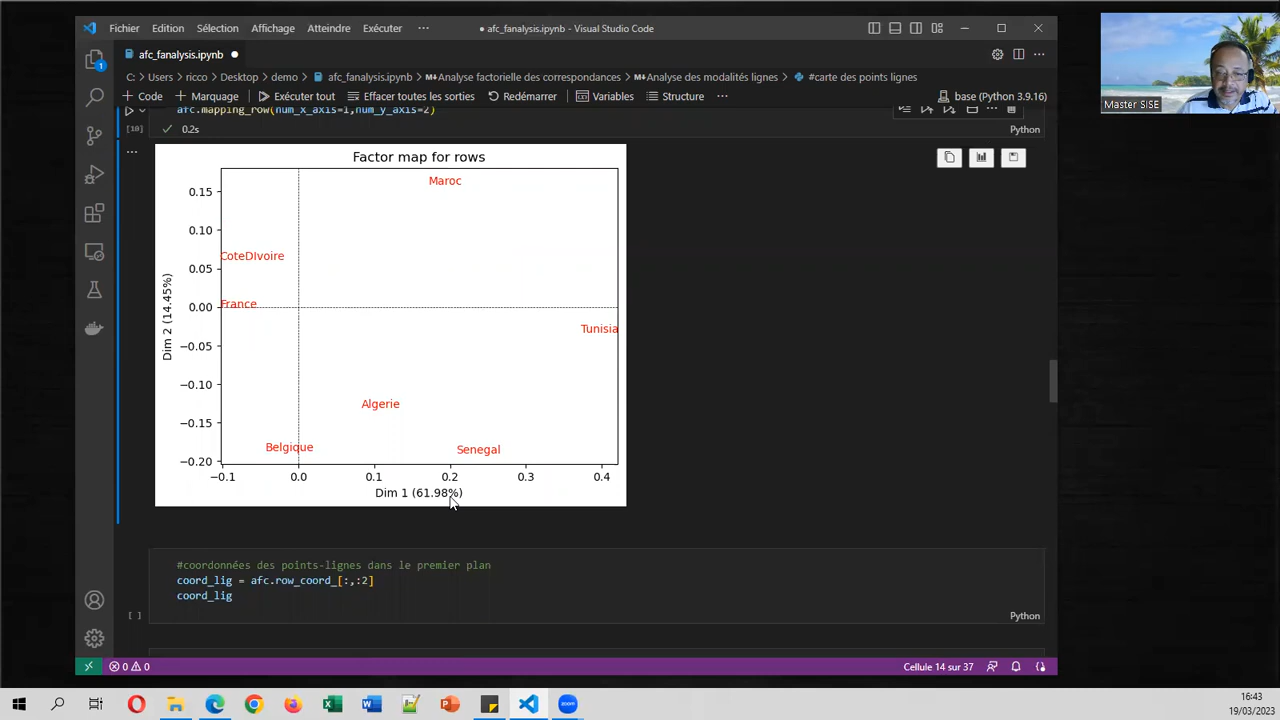 Fichier Edition Sélection Affichage Atteindre Exécuter ● afc_fanalysis.ipynb - Visual Studio Code
afc_fanalysis.ipynb ●
C: > Users > ricco > Desktop > demo > afc_fanalysis.ipynb > Analyse factorielle des correspondances > Analyse des modalités lignes > #carte des points lignes
+ Code + Marquage Exécuter tout Effacer toutes les sorties Redémarrer Variables Structure ... base (Python 3.9.16)
afc.mapping_row(num_x_axis=1,num_y_axis=2)
[10] ✓ 0.2s Python
Master SISE
Factor map for rows
Maroc
0.15
0.10
CoteDIvoire
0.05
France
0.00
Tunisia
−0.05
−0.10
Algerie
−0.15
Belgique
Senegal
−0.20
−0.1 0.0 0.1 0.2 0.3 0.4
Dim 1 (61.98%)
Dim 2 (14.45%)
#coordonnées des points-lignes dans le premier plan
coord_lig = afc.row_coord_[:,:2]
coord_lig
[ ] Python
1
0 0 Cellule 14 sur 37
16:43
19/03/2023
zoom